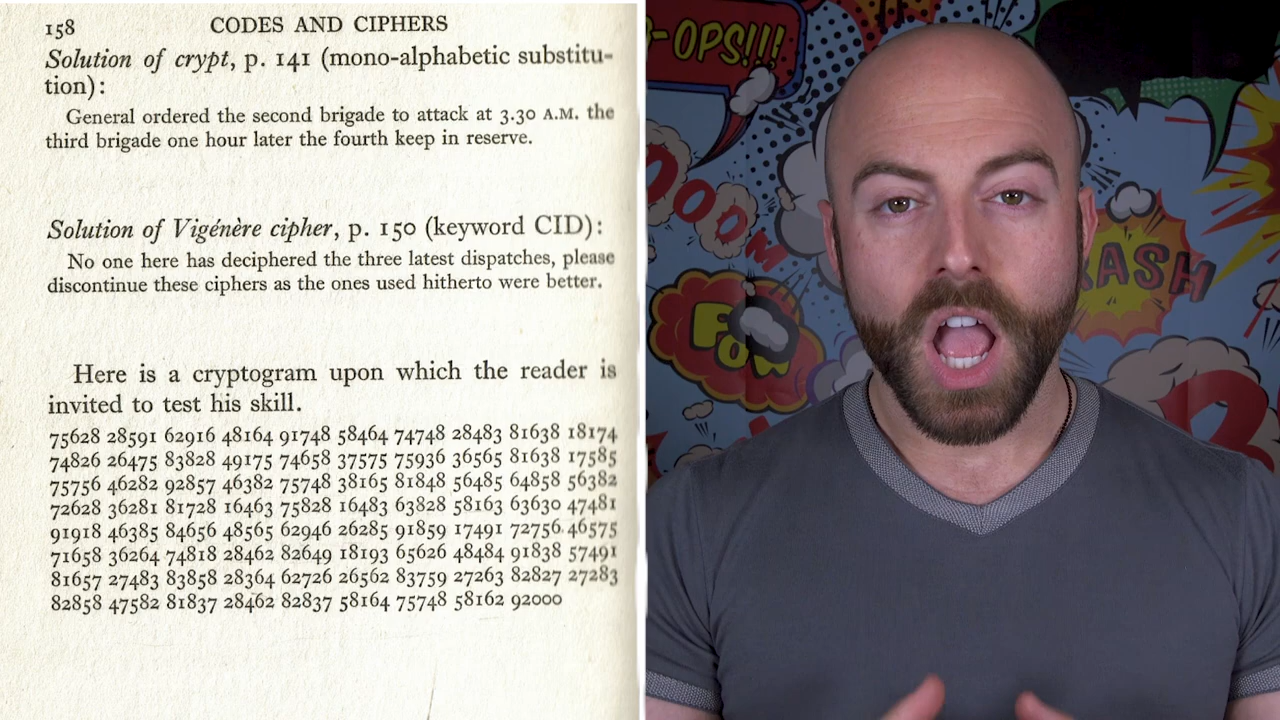 158 CODES AND CIPHERS
Solution of crypt, p. 141 (mono-alphabetic substitu-
tion):
General ordered the second brigade to attack at 3.30 A.M. the
third brigade one hour later the fourth keep in reserve.
Solution of Vigénère cipher, p. 150 (keyword CID):
No one here has deciphered the three latest dispatches, please
discontinue these ciphers as the ones used hitherto were better.
Here is a cryptogram upon which the reader is
invited to test his skill.
75628 28591 62916 48164 91748 58464 74748 28483 81638 18174
74826 26475 83828 49175 74658 37575 75936 36565 81638 17585
75756 46282 92857 46382 75748 38165 81848 56485 64858 56382
72628 36281 81728 16463 75828 16483 63828 58163 63630 47481
91918 46385 84656 48565 62946 26285 91859 17491 72756 46575
71658 36264 74818 28462 82649 18193 65626 48484 91838 57491
81657 27483 83858 28364 62726 26562 83759 27263 82827 27283
82858 47582 81837 28462 82837 58164 75748 58162 92000
-OPS!!!
OOM
POW
RASH